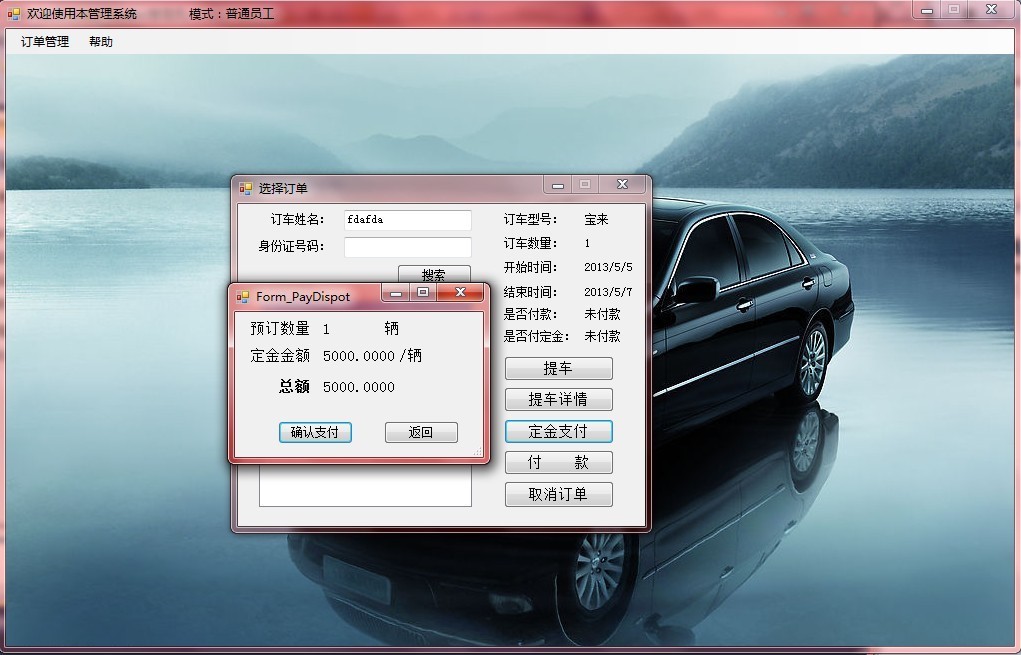 欢迎使用本管理系统 模式：普通员工
订单管理 帮助
选择订单
订车姓名： fdafda
身份证号码：
搜索
订车型号： 宝来
订车数量： 1
开始时间： 2013/5/5
结束时间： 2013/5/7
是否付款： 未付款
是否付定金： 未付款
提车
提车详情
定金支付
付 款
取消订单
Form_PayDispot
预订数量 1 辆
定金金额 5000.0000 /辆
总额 5000.0000
确认支付 返回